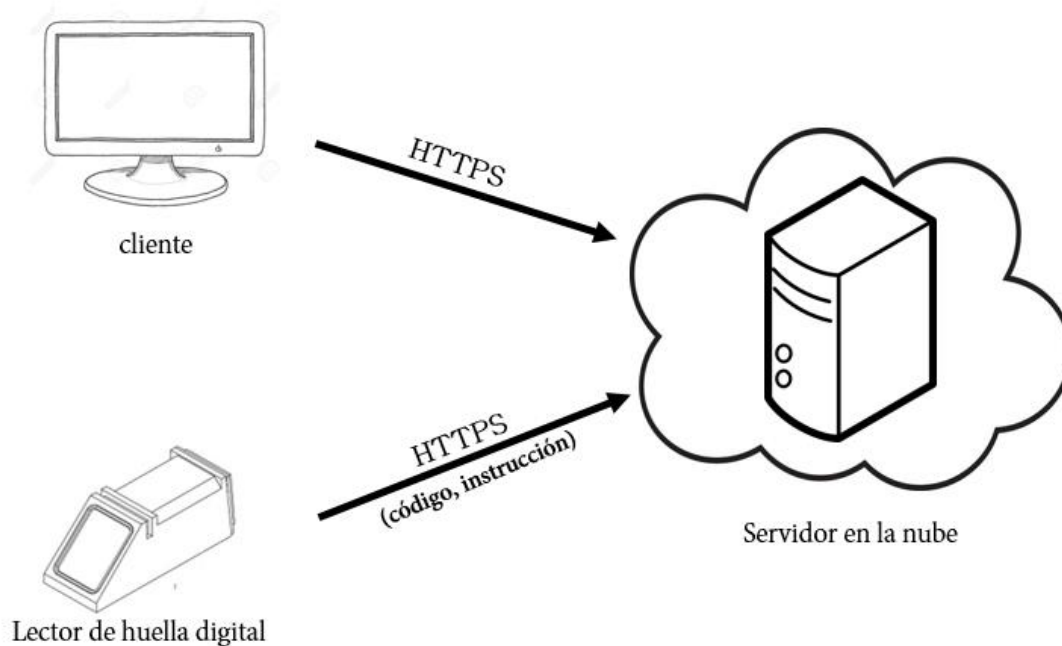 HTTPS
cliente
HTTPS
(código, instrucción)
Servidor en la nube
Lector de huella digital